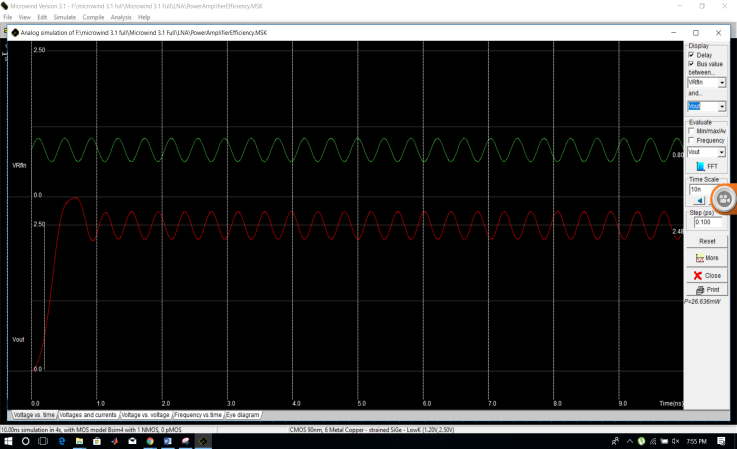 Microwind Version 3.1 - F:\microwind 3.1 full\Microwind 3.1 Full\LNA\PowerAmplifierEfficiency.MSK
File View Edit Simulate Compile Analysis Help
Analog simulation of F:\microwind 3.1 full\Microwind 3.1 Full\LNA\PowerAmplifierEfficiency.MSK
Display
2.50
Delay
Bus value
between...
VRfIn
and...
Vout
Evaluate
Min/max/Av
Frequency
Vout
0.80
VRfIn
FFT
Time Scale
10n
0.0
Step (ps)
0.100
2.50
2.48
Reset
More
Close
Print
P=26.636mW
Vout
0.0
0.0 1.0 2.0 3.0 4.0 5.0 6.0 7.0 8.0 9.0 Time(ns)
Voltage vs. time Voltages and currents Voltage vs. voltage Frequency vs.time Eye diagram
10.00ns simulation in 4s, with MOS model Bsim4 with 1 NMOS, 0 pMOS CMOS 90nm, 6 Metal Copper - strained SiGe - LowK (1.20V,2.50V)
7:55 PM